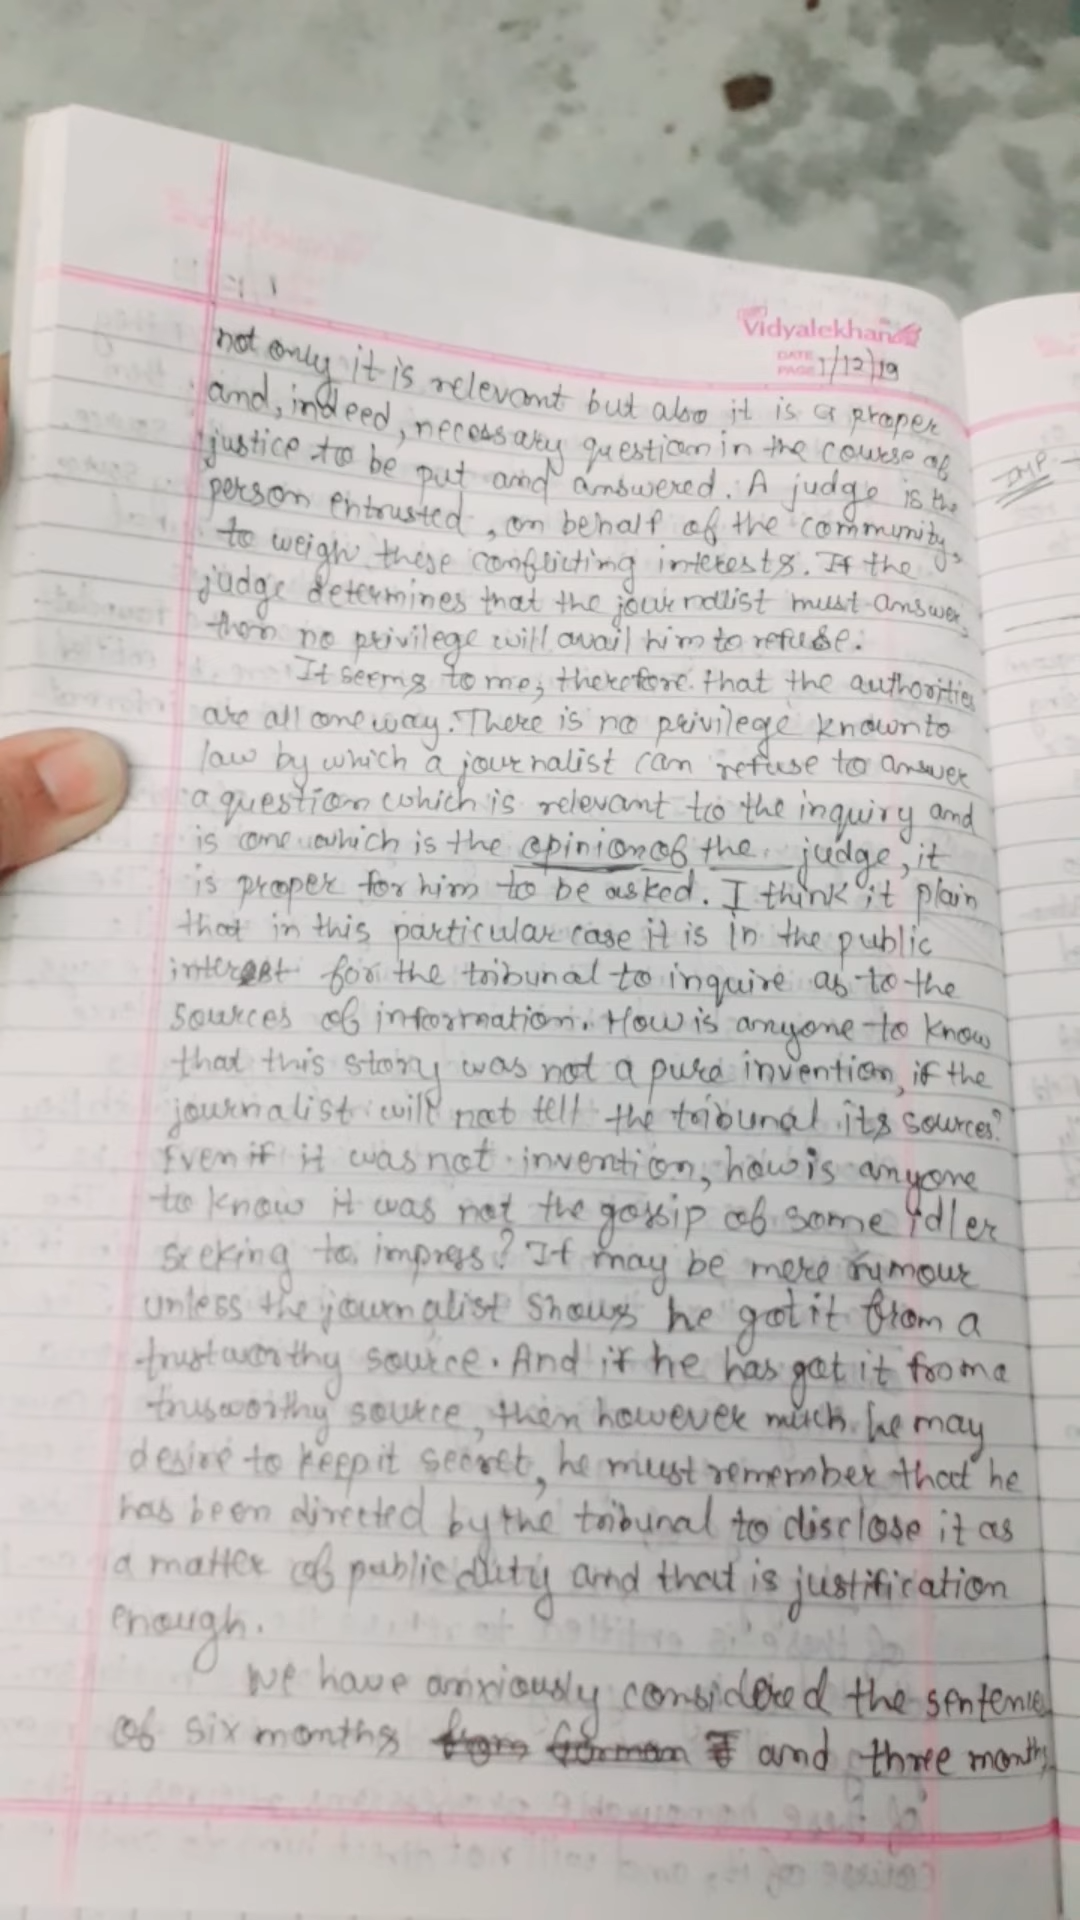 Vidyalekhan
DATE
PAGE 1/12/19
not only it is relevant but also it is a proper
and, indeed, necessary question in the course of
justice to be put and answered. A judge is the
person entrusted, on behalf of the community,
to weigh these conflicting interests. If the
judge determines that the journalist must answer,
then no privilege will avail him to refuse.
It seems to me, therefore that the authorities
are all one way. There is no privilege known to
law by which a journalist can refuse to answer
a question which is relevant to the inquiry and
is one which is the opinion of the judge, it
is proper for him to be asked. I think it plain
that in this particular case it is in the public
interest for the tribunal to inquire as to the
sources of information. How is anyone to know
that this story was not a pure invention, if the
journalist will not tell the tribunal its sources?
Even if it was not invention, how is anyone
to know it was not the gossip of some idler
seeking to impress? It may be mere rumour
unless the journalist shows he got it from a
trustworthy source. And if he has got it from a
trusworthy source, then however much he may
desire to keep it secret, he must remember that he
has been directed by the tribunal to disclose it as
a matter of public duty and that is justification
enough.
We have anxiously considered the sentence
of six months and three months
IMP